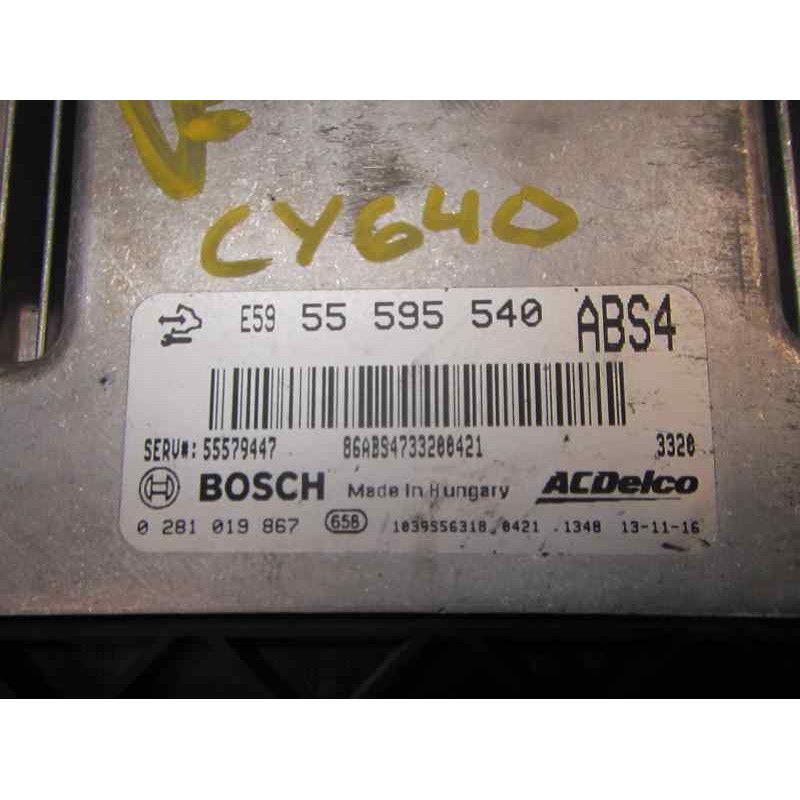 VF
CY640
E59 55 595 540 ABS4
SERV#: 55579447 86ABS4733200421 3320
BOSCH Made in Hungary ACDelco
0 281 019 867 658 1039S56318 0421 .1348 13-11-16